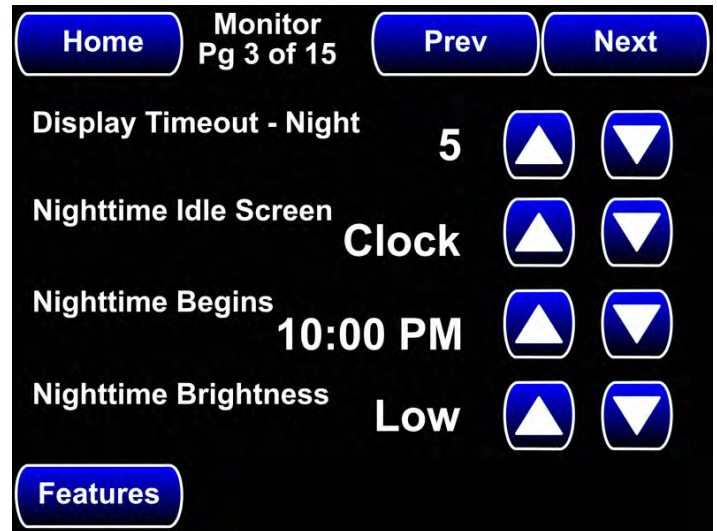 Home
Monitor
Pg 3 of 15
Prev
Next
Display Timeout - Night
5
Nighttime Idle Screen
Clock
Nighttime Begins
10:00 PM
Nighttime Brightness
Low
Features